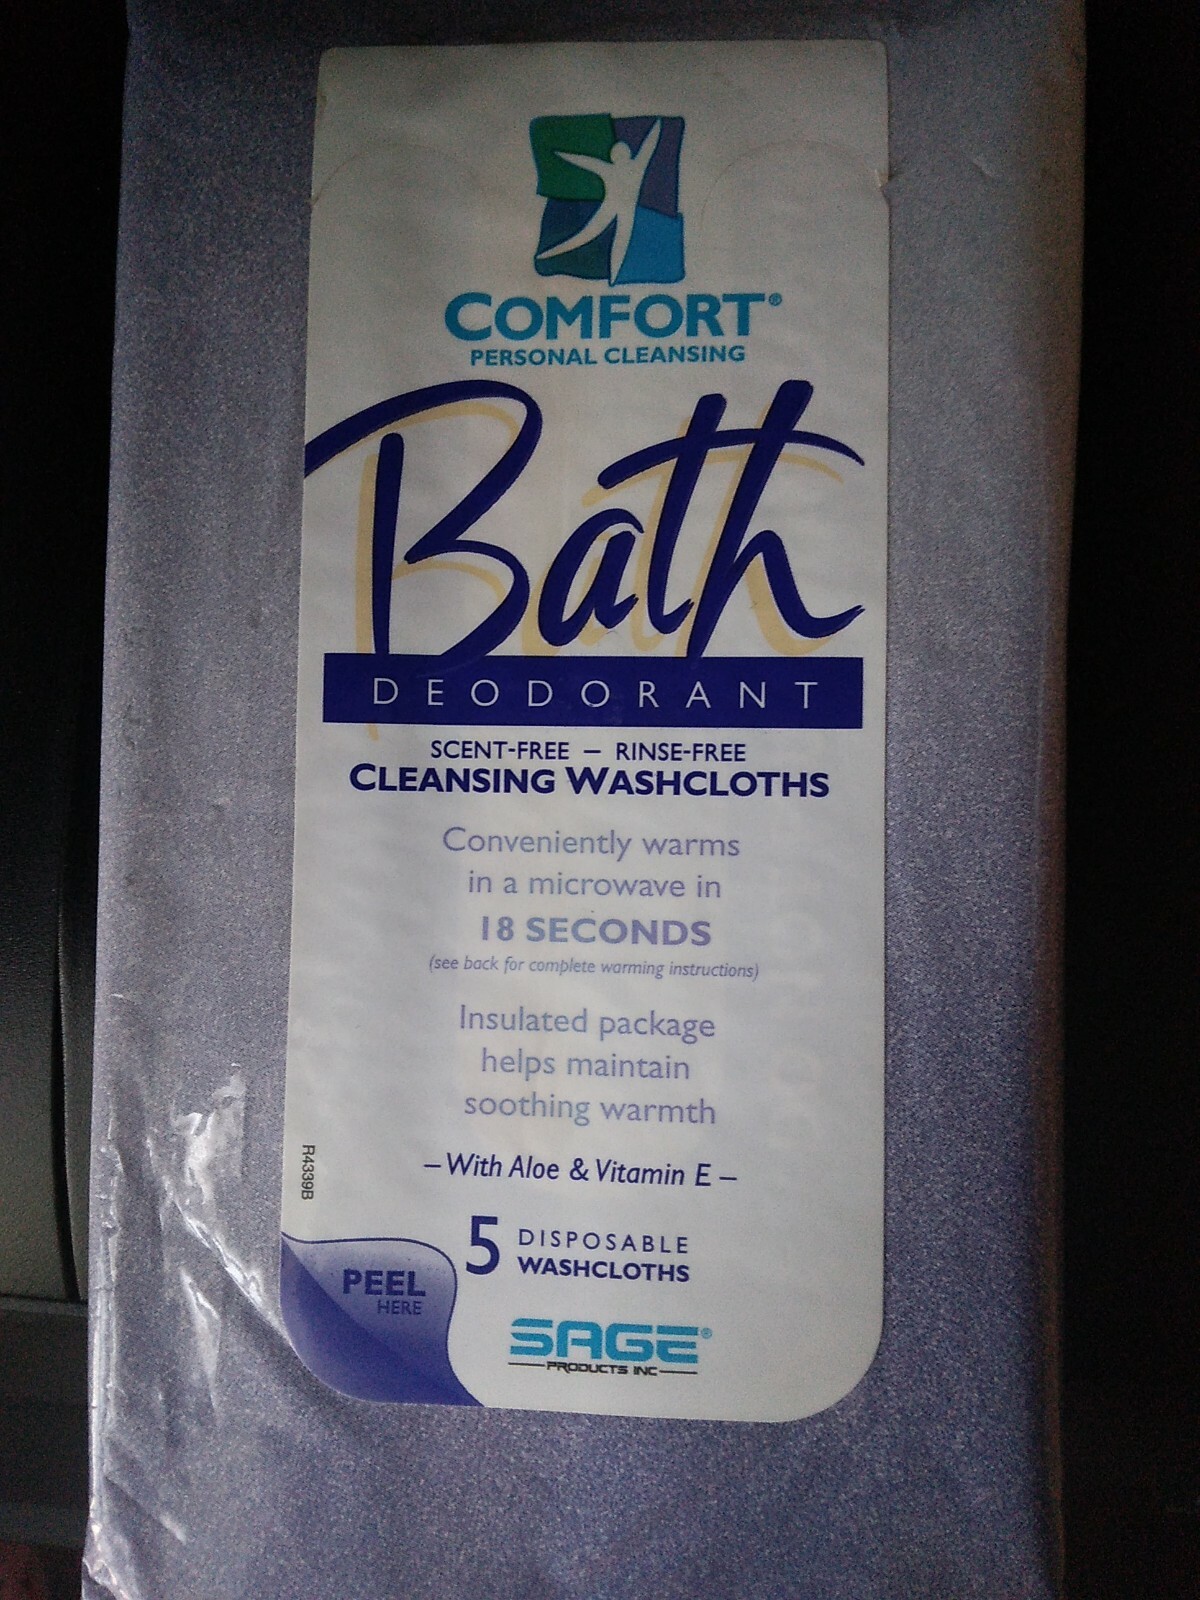 COMFORT®
PERSONAL CLEANSING
Bath
DEODORANT
SCENT-FREE – RINSE-FREE
CLEANSING WASHCLOTHS
Conveniently warms
in a microwave in
18 SECONDS
(see back for complete warming instructions)
Insulated package
helps maintain
soothing warmth
– With Aloe & Vitamin E –
5 DISPOSABLE
WASHCLOTHS
R4339B
PEEL
HERE
SAGE®
PRODUCTS INC